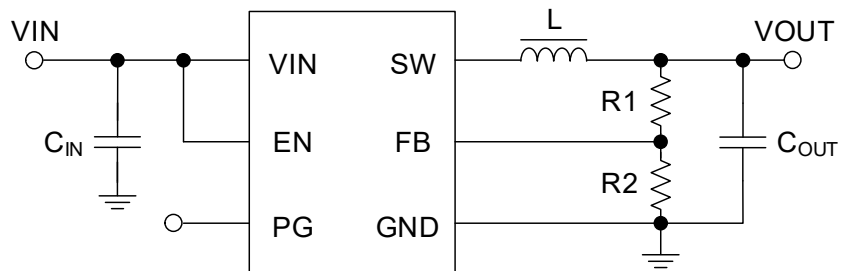 L
VIN VOUT
VIN SW
R1
CIN EN FB COUT
R2
PG GND